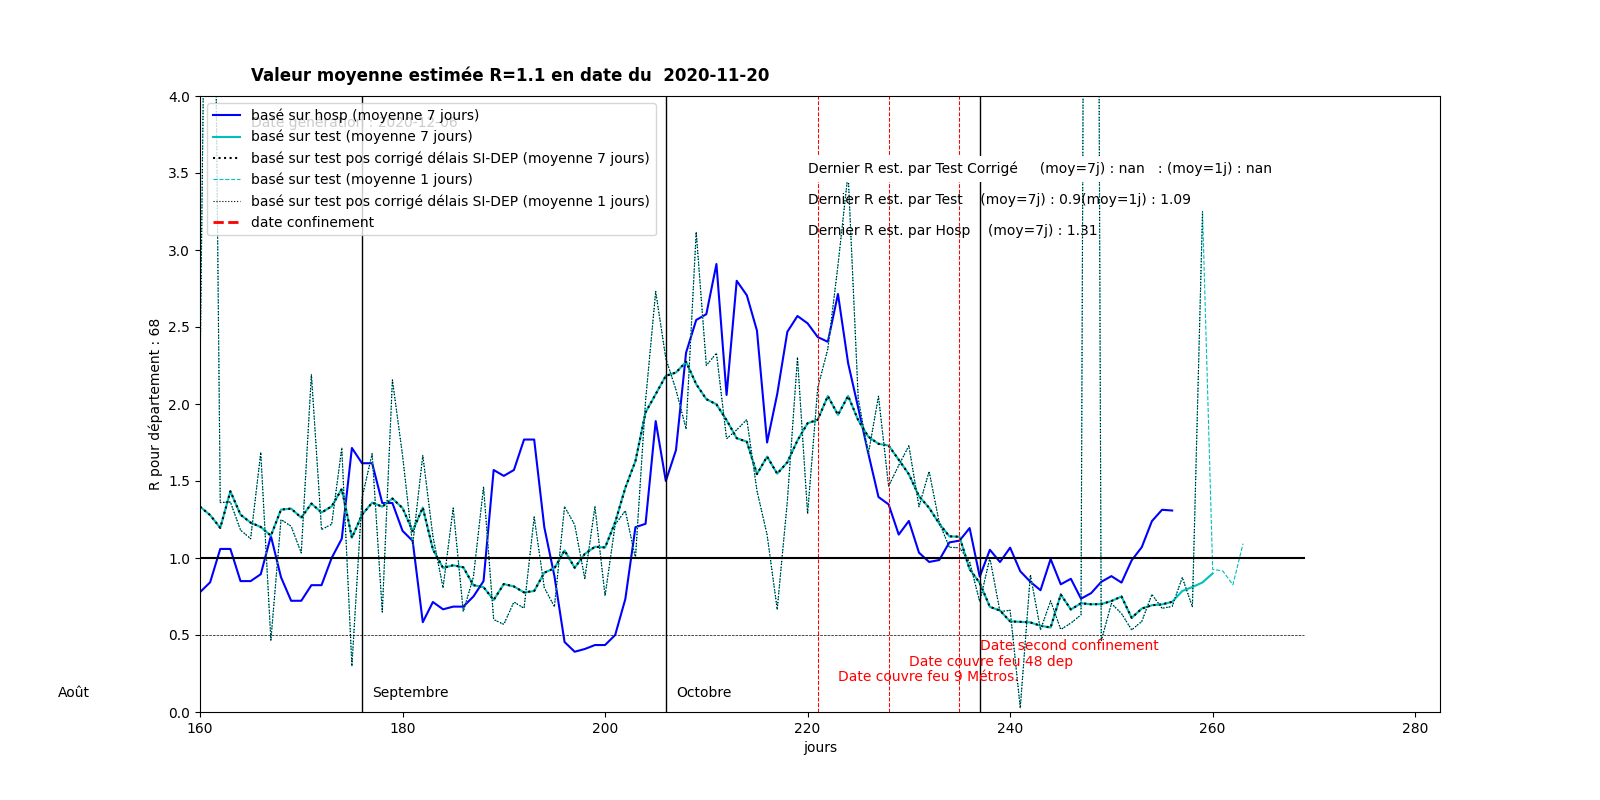 Valeur moyenne estimée R=1.1 en date du  2020-11-20
Date génération : 2020-12-06
basé sur hosp (moyenne 7 jours)
basé sur test (moyenne 7 jours)
basé sur test pos corrigé délais SI-DEP (moyenne 7 jours)
basé sur test (moyenne 1 jours)
basé sur test pos corrigé délais SI-DEP (moyenne 1 jours)
date confinement
Dernier R est. par Test Corrigé     (moy=7j) : nan   : (moy=1j) : nan
Dernier R est. par Test    (moy=7j) : 0.9(moy=1j) : 1.09
Dernier R est. par Hosp    (moy=7j) : 1.31
4.0
3.5
3.0
2.5
2.0
1.5
1.0
0.5
0.0
R pour département : 68
Date second confinement
Date couvre feu 48 dep
Date couvre feu 9 Métros.
Août
Septembre
Octobre
160
180
200
220
240
260
280
jours